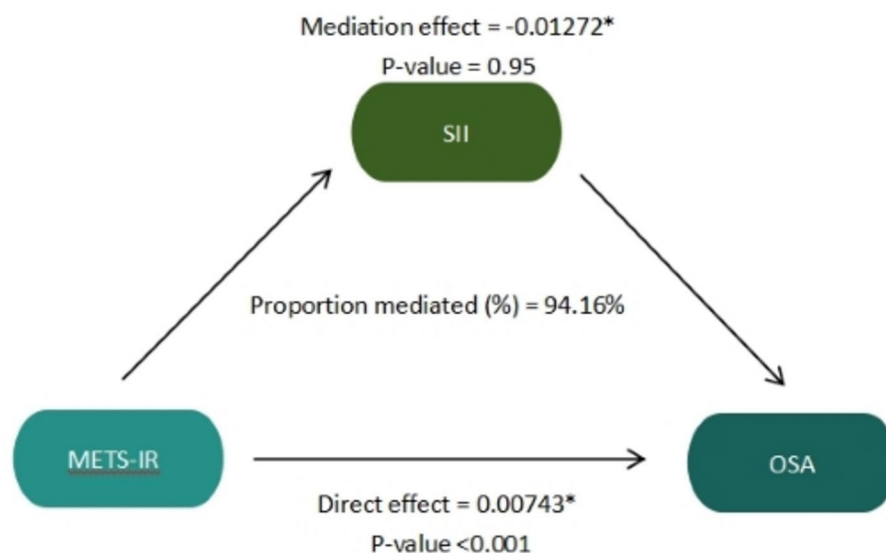 Mediation effect = -0.01272*
P-value = 0.95
SII
Proportion mediated (%) = 94.16%
METS-IR
OSA
Direct effect = 0.00743*
P-value <0.001